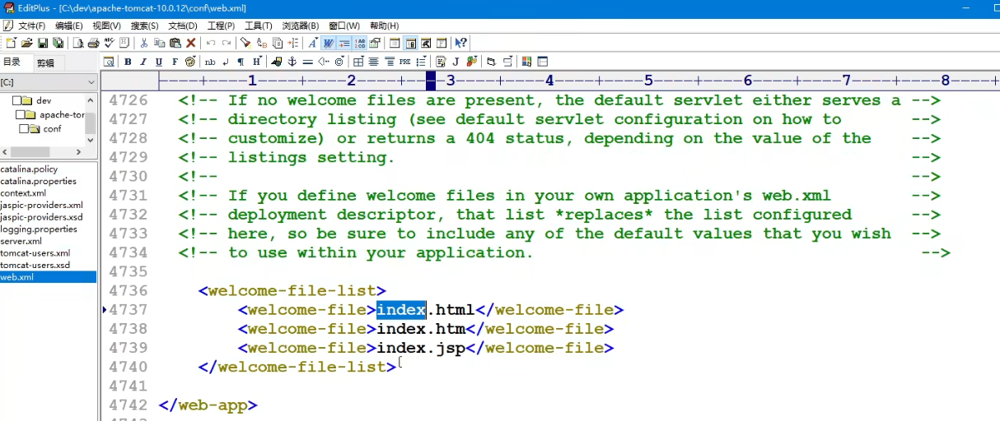 EditPlus - [C:\dev\apache-tomcat-10.0.12\conf\web.xml]
文件(F) 编辑(E) 视图(V) 搜索(S) 文档(D) 工程(P) 工具(T) 浏览器(B) 窗口(W) 帮助(H)
目录 剪辑
B I U F nb ¶ H PRE J
[C:]
----+----1----+----2----+----3----+----4----+----5----+----6----+----7----+----8----+
dev
apache-tor
conf
catalina.policy
catalina.properties
context.xml
jaspic-providers.xml
jaspic-providers.xsd
logging.properties
server.xml
tomcat-users.xml
tomcat-users.xsd
web.xml
4726 <!-- If no welcome files are present, the default servlet either serves a -->
4727 <!-- directory listing (see default servlet configuration on how to -->
4728 <!-- customize) or returns a 404 status, depending on the value of the -->
4729 <!-- listings setting. -->
4730 <!-- -->
4731 <!-- If you define welcome files in your own application's web.xml -->
4732 <!-- deployment descriptor, that list *replaces* the list configured -->
4733 <!-- here, so be sure to include any of the default values that you wish -->
4734 <!-- to use within your application. -->
4735
4736 <welcome-file-list>
4737 <welcome-file>index.html</welcome-file>
4738 <welcome-file>index.htm</welcome-file>
4739 <welcome-file>index.jsp</welcome-file>
4740 </welcome-file-list>
4741
4742 </web-app>